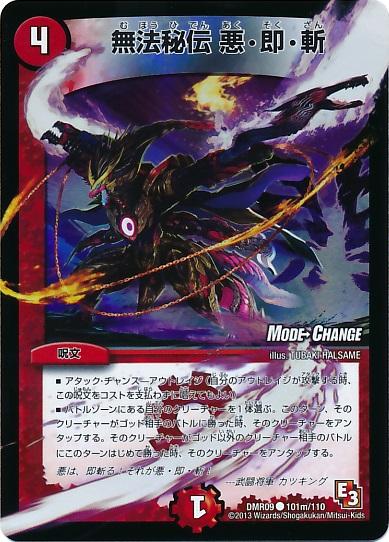 4
む ほう ひ でん あく そく ざん
無法秘伝 悪・即・斬
MODE CHANGE
illus. TUBAKI HALSAME
呪文
■ アタック・チャンス－アウトレイジ（自分のアウトレイジが攻撃する時、
この呪文をコストを支払わずに唱えてもよい）
■ バトルゾーンにある自分のクリーチャーを1体選ぶ。このターン、その
クリーチャーがゴッド相手のバトルに勝った時、そのクリーチャーをアン
タップする。そのクリーチャーがゴッド以外のクリーチャー相手のバトル
にこのターンはじめて勝った時、そのクリーチャーをアンタップする。
悪は、即斬る！それが悪・即・斬！
---武闘将軍 カツキング
1
DMR09 ● 101m/110
©2013 Wizards/Shogakukan/Mitsui-Kids
E3